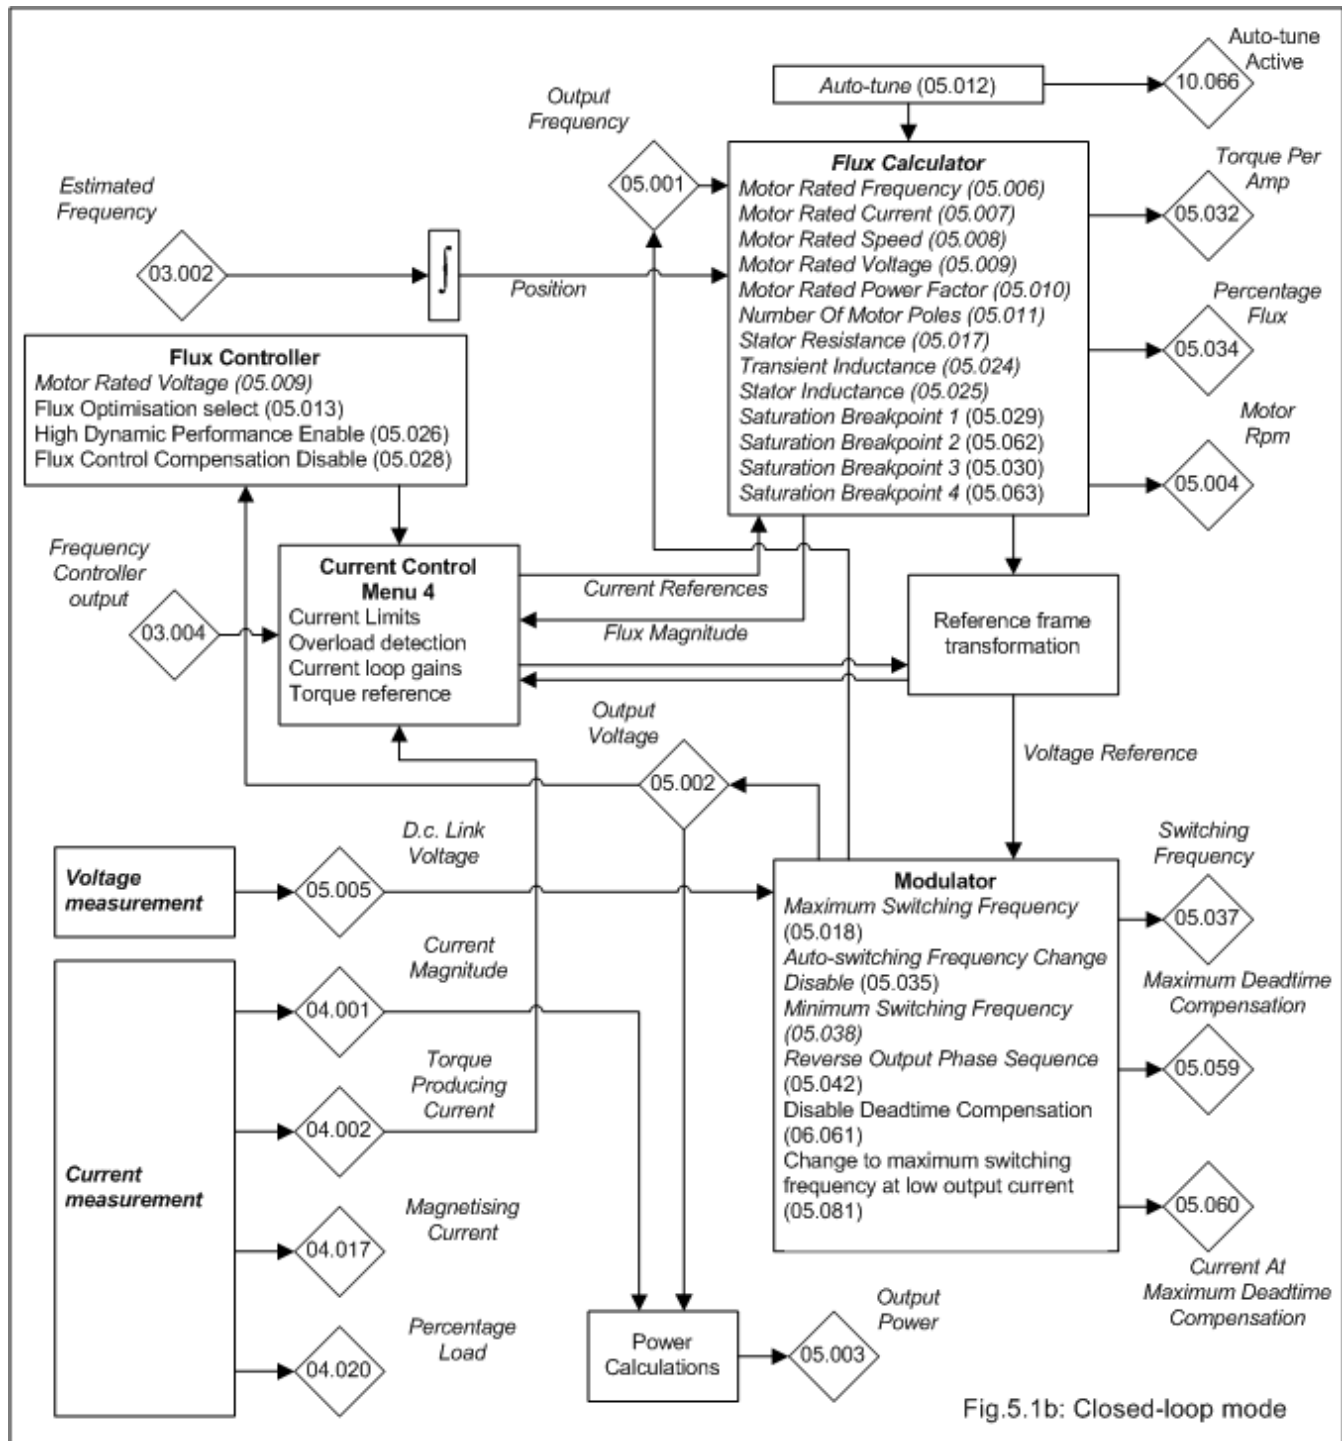 Auto-tune
Active
Auto-tune (05.012)
10.066
Output
Frequency
05.001
Flux Calculator
Motor Rated Frequency (05.006)
Motor Rated Current (05.007)
Motor Rated Speed (05.008)
Motor Rated Voltage (05.009)
Motor Rated Power Factor (05.010)
Number Of Motor Poles (05.011)
Stator Resistance (05.017)
Transient Inductance (05.024)
Stator Inductance (05.025)
Saturation Breakpoint 1 (05.029)
Saturation Breakpoint 2 (05.062)
Saturation Breakpoint 3 (05.030)
Saturation Breakpoint 4 (05.063)
Torque Per
Amp
05.032
Estimated
Frequency
03.002
∫
Position
Percentage
Flux
05.034
Motor
Rpm
05.004
Flux Controller
Motor Rated Voltage (05.009)
Flux Optimisation select (05.013)
High Dynamic Performance Enable (05.026)
Flux Control Compensation Disable (05.028)
Frequency
Controller
output
03.004
Current Control
Menu 4
Current Limits
Overload detection
Current loop gains
Torque reference
Current References
Flux Magnitude
Reference frame
transformation
Output
Voltage
05.002
Voltage Reference
D.c. Link
Voltage
Voltage
measurement
05.005
Modulator
Maximum Switching Frequency
(05.018)
Auto-switching Frequency Change
Disable (05.035)
Minimum Switching Frequency
(05.038)
Reverse Output Phase Sequence
(05.042)
Disable Deadtime Compensation
(06.061)
Change to maximum switching
frequency at low output current
(05.081)
Switching
Frequency
05.037
Maximum Deadtime
Compensation
05.059
05.060
Current At
Maximum Deadtime
Compensation
Current
Magnitude
04.001
Torque
Producing
Current
04.002
Current
measurement
Magnetising
Current
04.017
Percentage
Load
04.020
Power
Calculations
Output
Power
05.003
Fig.5.1b: Closed-loop mode